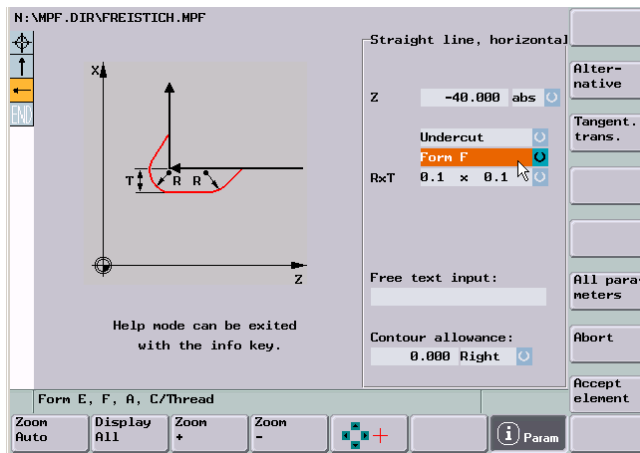 N:\MPF.DIR\FREISTICH.MPF
END
X
T
R R
Z
Help mode can be exited
with the info key.
Straight line, horizontal
Z -40.000 abs
Undercut
Form F
RxT 0.1 x 0.1
Free text input:
Contour allowance:
0.000 Right
Alter-
native
Tangent.
trans.
All para-
meters
Abort
Accept
element
Form E, F, A, C/Thread
Zoom
Auto
Display
All
Zoom
+
Zoom
-
i Param